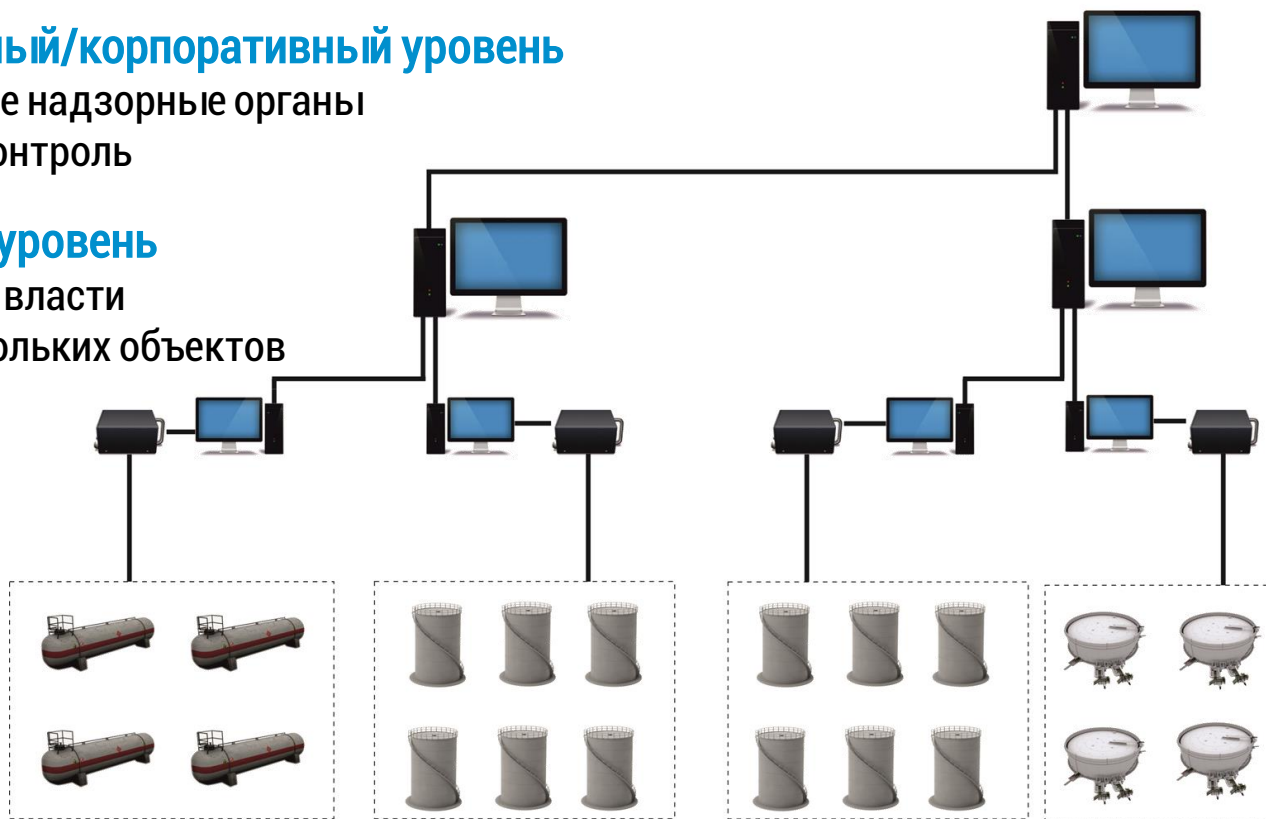 ный/корпоративный уровень
е надзорные органы
онтроль
уровень
власти
ольких объектов